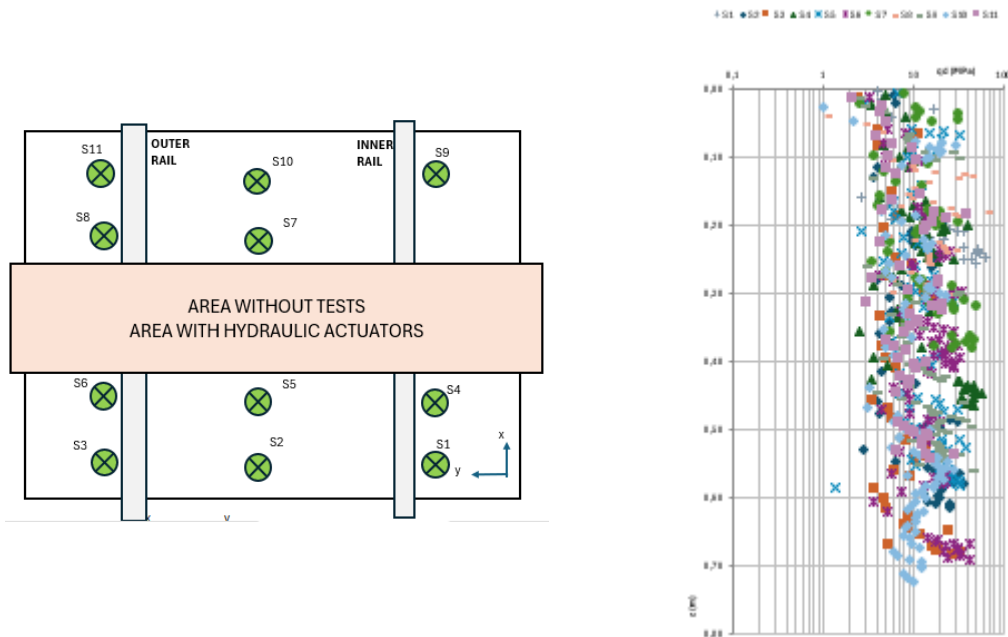 S1 S2 S3 S4 S5 S6 S7 S8 S9 S10 S11
qd (MPa)
0,1 1 10 100
0,00
0,10
0,20
0,30
0,40
0,50
0,60
0,70
0,80
z (m)
OUTER
RAIL
INNER
RAIL
S11
S10
S9
S8
S7
AREA WITHOUT TESTS
AREA WITH HYDRAULIC ACTUATORS
S6
S5
S4
S3
S2
S1
x
y